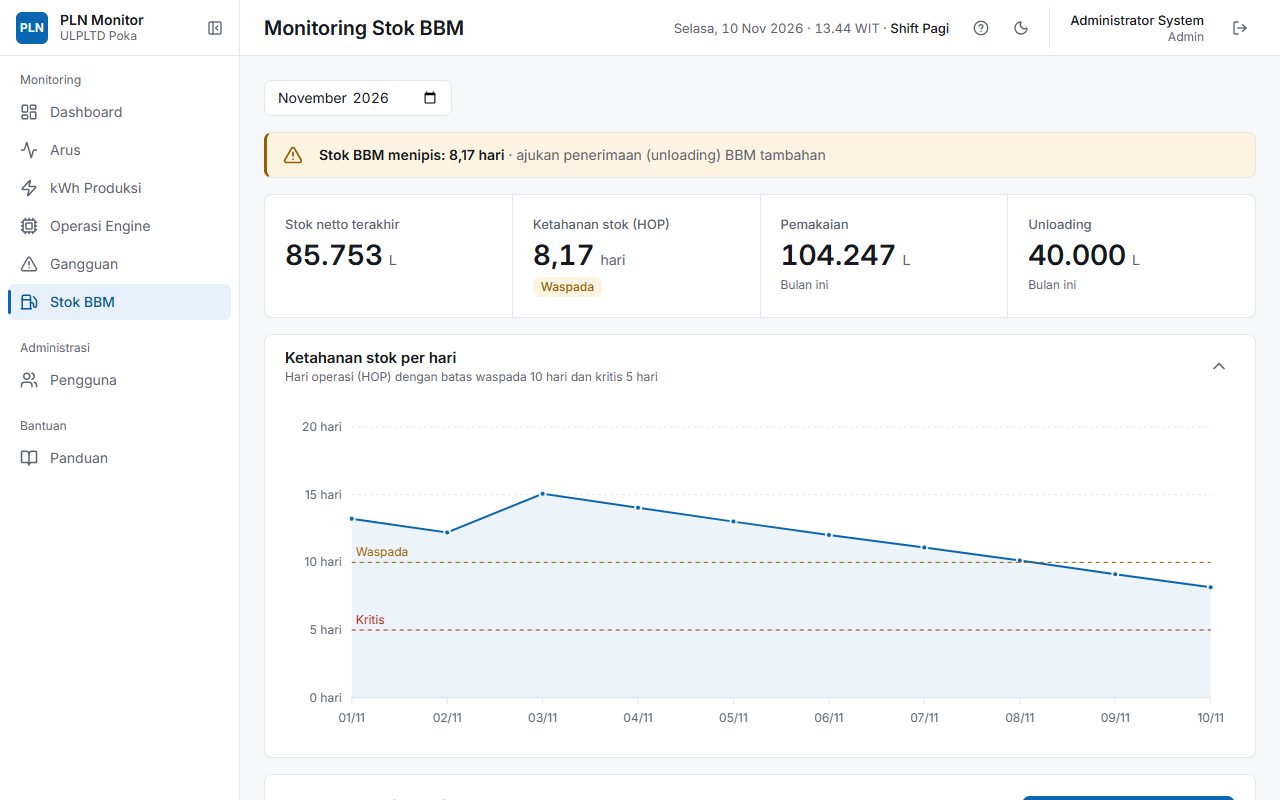 PLN
PLN Monitor
ULPLTD Poka
Monitoring
Dashboard
Arus
kWh Produksi
Operasi Engine
Gangguan
Stok BBM
Administrasi
Pengguna
Bantuan
Panduan
Monitoring Stok BBM
Selasa, 10 Nov 2026 · 13.44 WIT · Shift Pagi
Administrator System
Admin
November 2026
Stok BBM menipis: 8,17 hari · ajukan penerimaan (unloading) BBM tambahan
Stok netto terakhir
85.753 L
Ketahanan stok (HOP)
8,17 hari
Waspada
Pemakaian
104.247 L
Bulan ini
Unloading
40.000 L
Bulan ini
Ketahanan stok per hari
Hari operasi (HOP) dengan batas waspada 10 hari dan kritis 5 hari
20 hari
15 hari
Waspada
10 hari
Kritis
5 hari
0 hari
01/11 02/11 03/11 04/11 05/11 06/11 07/11 08/11 09/11 10/11